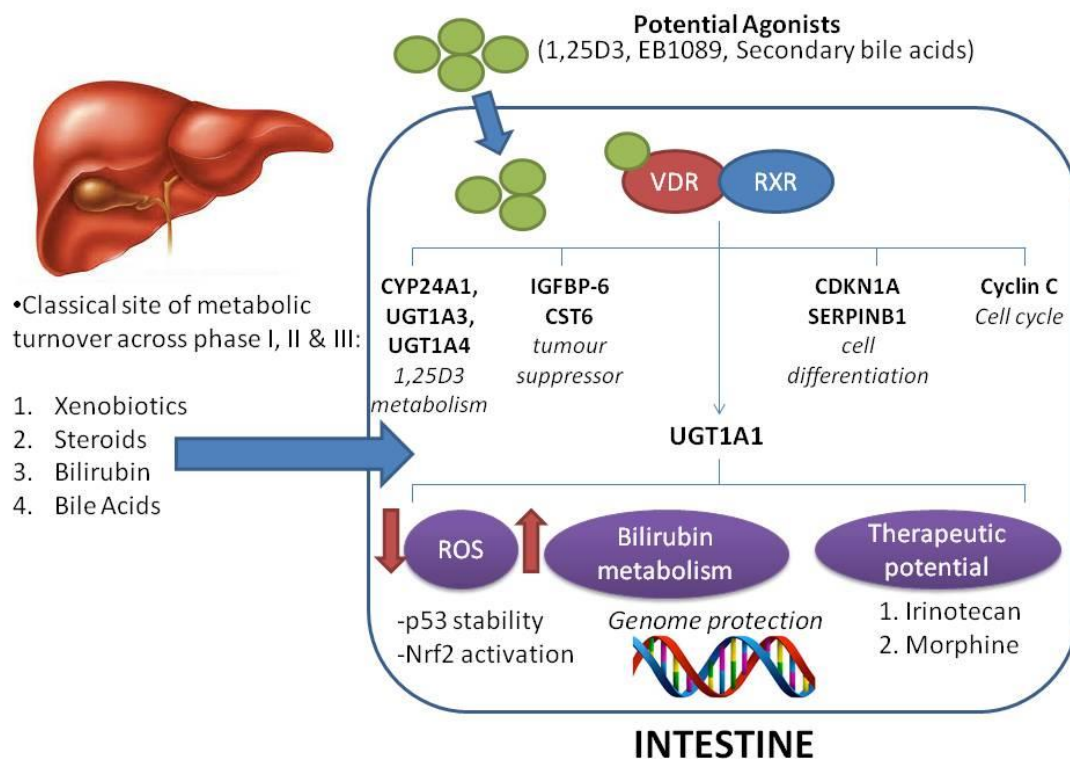 Potential Agonists
(1,25D3, EB1089, Secondary bile acids)
VDR
RXR
•Classical site of metabolic
turnover across phase I, II & III:
1. Xenobiotics
2. Steroids
3. Bilirubin
4. Bile Acids
CYP24A1,
UGT1A3,
UGT1A4
1,25D3
metabolism
IGFBP-6
CST6
tumour
suppressor
CDKN1A
SERPINB1
cell
differentiation
Cyclin C
Cell cycle
UGT1A1
ROS
-p53 stability
-Nrf2 activation
Bilirubin
metabolism
Genome protection
Therapeutic
potential
1. Irinotecan
2. Morphine
INTESTINE